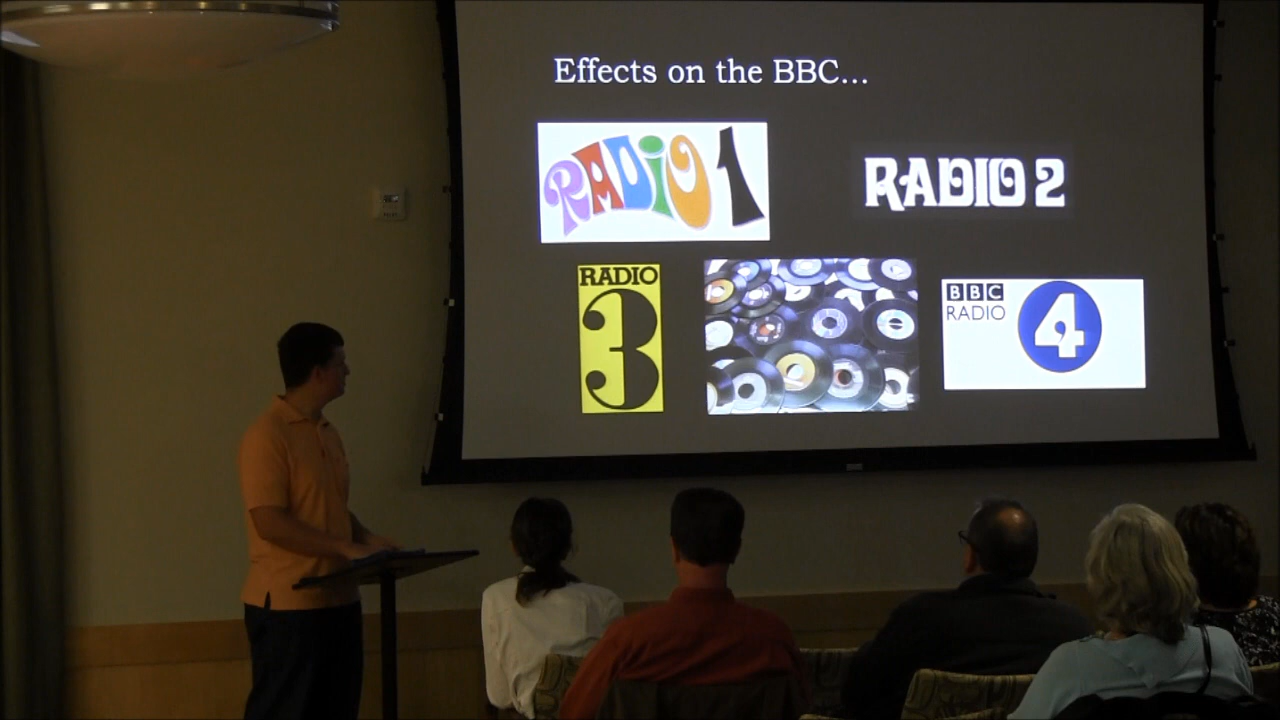 Effects on the BBC...
RADIO 1
RADIO 2
RADIO
3
BBC
RADIO
4